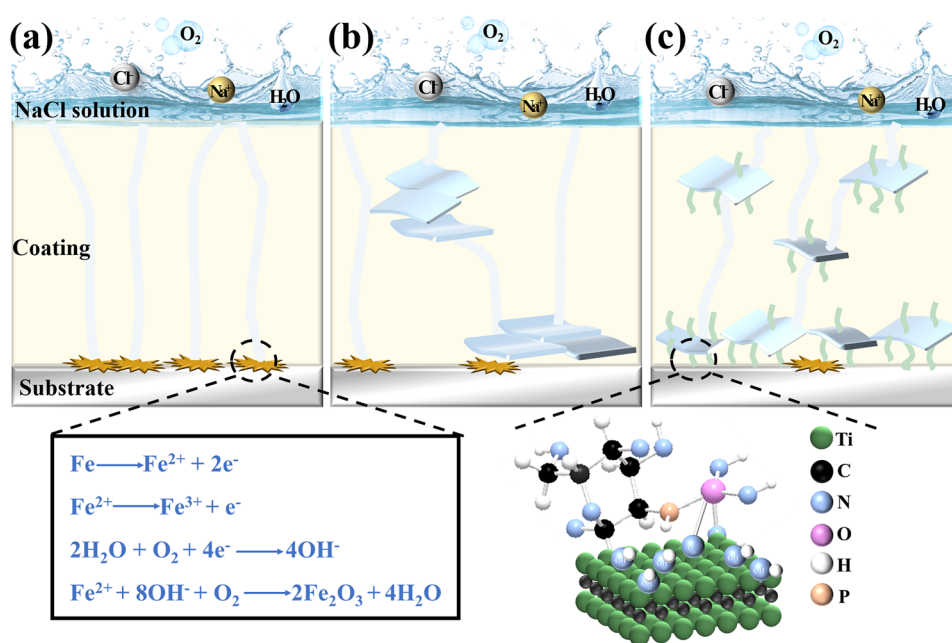 (a) (b) (c)
O₂ O₂ O₂
Cl⁻ Na⁺ H₂O Cl⁻ Na⁺ H₂O Cl⁻ Na⁺ H₂O
NaCl solution
Coating
Substrate
Fe⟶Fe²⁺ + 2e⁻
Fe²⁺⟶Fe³⁺ + e⁻
2H₂O + O₂ + 4e⁻⟶4OH⁻
Fe²⁺ + 8OH⁻ + O₂⟶2Fe₂O₃ + 4H₂O
Ti
C
N
O
H
P